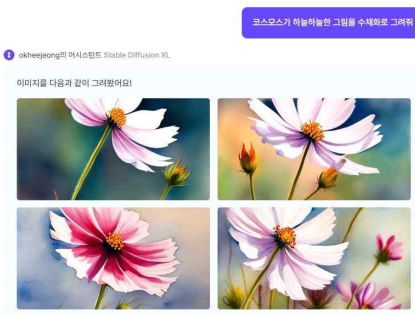 코스모스가 하늘하늘한 그림을 수채화로 그려줘
okheejeong의 어시스턴트 Stable Diffusion XL
이미지를 다음과 같이 그려봤어요!